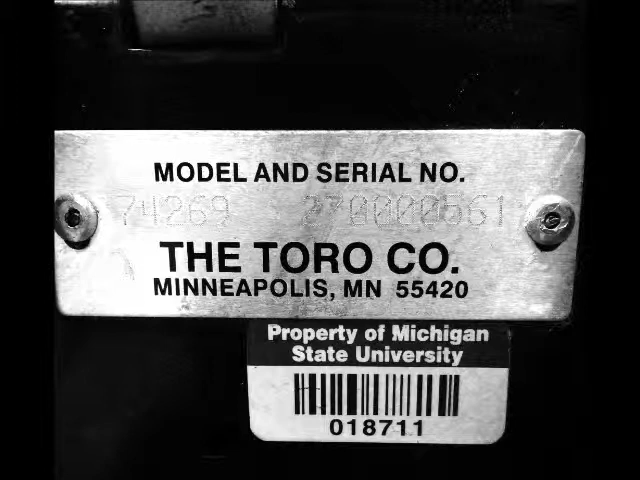 MODEL AND SERIAL NO.
74269 270000561
THE TORO CO.
MINNEAPOLIS, MN 55420
Property of Michigan
State University
018711